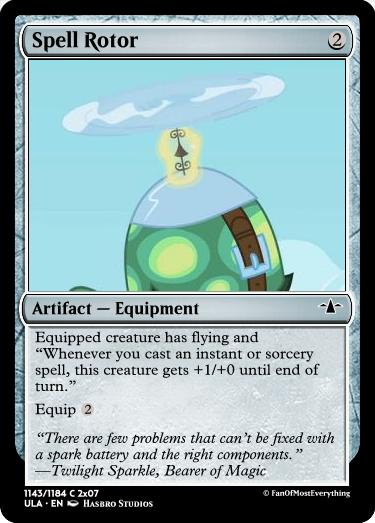 Spell Rotor 2
Artifact — Equipment
Equipped creature has flying and
“Whenever you cast an instant or sorcery
spell, this creature gets +1/+0 until end of
turn.”
Equip 2
“There are few problems that can’t be fixed with
a spark battery and the right components.”
—Twilight Sparkle, Bearer of Magic
1143/1184 C 2x07
ULA • EN Hasbro Studios
© FanOfMostEverything